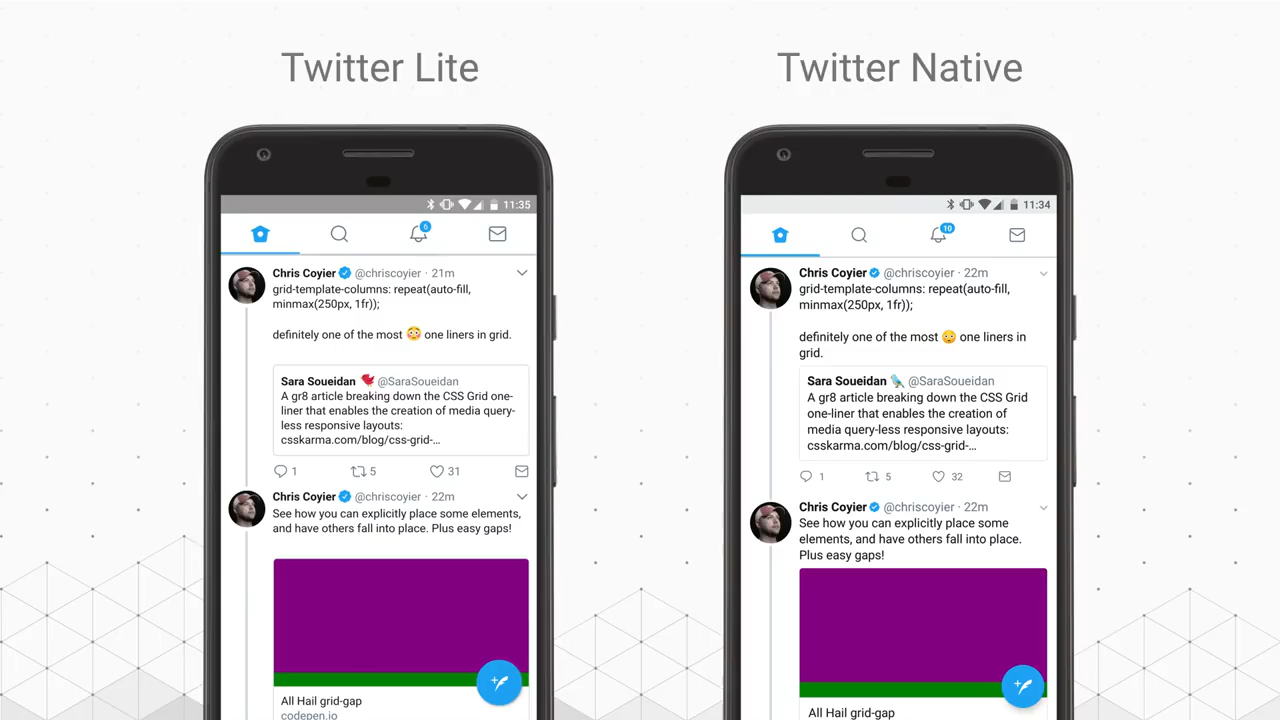 Twitter Lite
11:35
6
Chris Coyier @chriscoyier · 21m
grid-template-columns: repeat(auto-fill,
minmax(250px, 1fr));
definitely one of the most 😳 one liners in grid.
Sara Soueidan @SaraSoueidan
A gr8 article breaking down the CSS Grid one-
liner that enables the creation of media query-
less responsive layouts:
csskarma.com/blog/css-grid-…
1 5 31
Chris Coyier @chriscoyier · 22m
See how you can explicitly place some elements,
and have others fall into place. Plus easy gaps!
All Hail grid-gap
codepen.io
Twitter Native
11:34
10
Chris Coyier @chriscoyier · 22m
grid-template-columns: repeat(auto-fill,
minmax(250px, 1fr));
definitely one of the most 😳 one liners in
grid.
Sara Soueidan @SaraSoueidan
A gr8 article breaking down the CSS Grid
one-liner that enables the creation of
media query-less responsive layouts:
csskarma.com/blog/css-grid-…
1 5 32
Chris Coyier @chriscoyier · 22m
See how you can explicitly place some
elements, and have others fall into place.
Plus easy gaps!
All Hail grid-gap